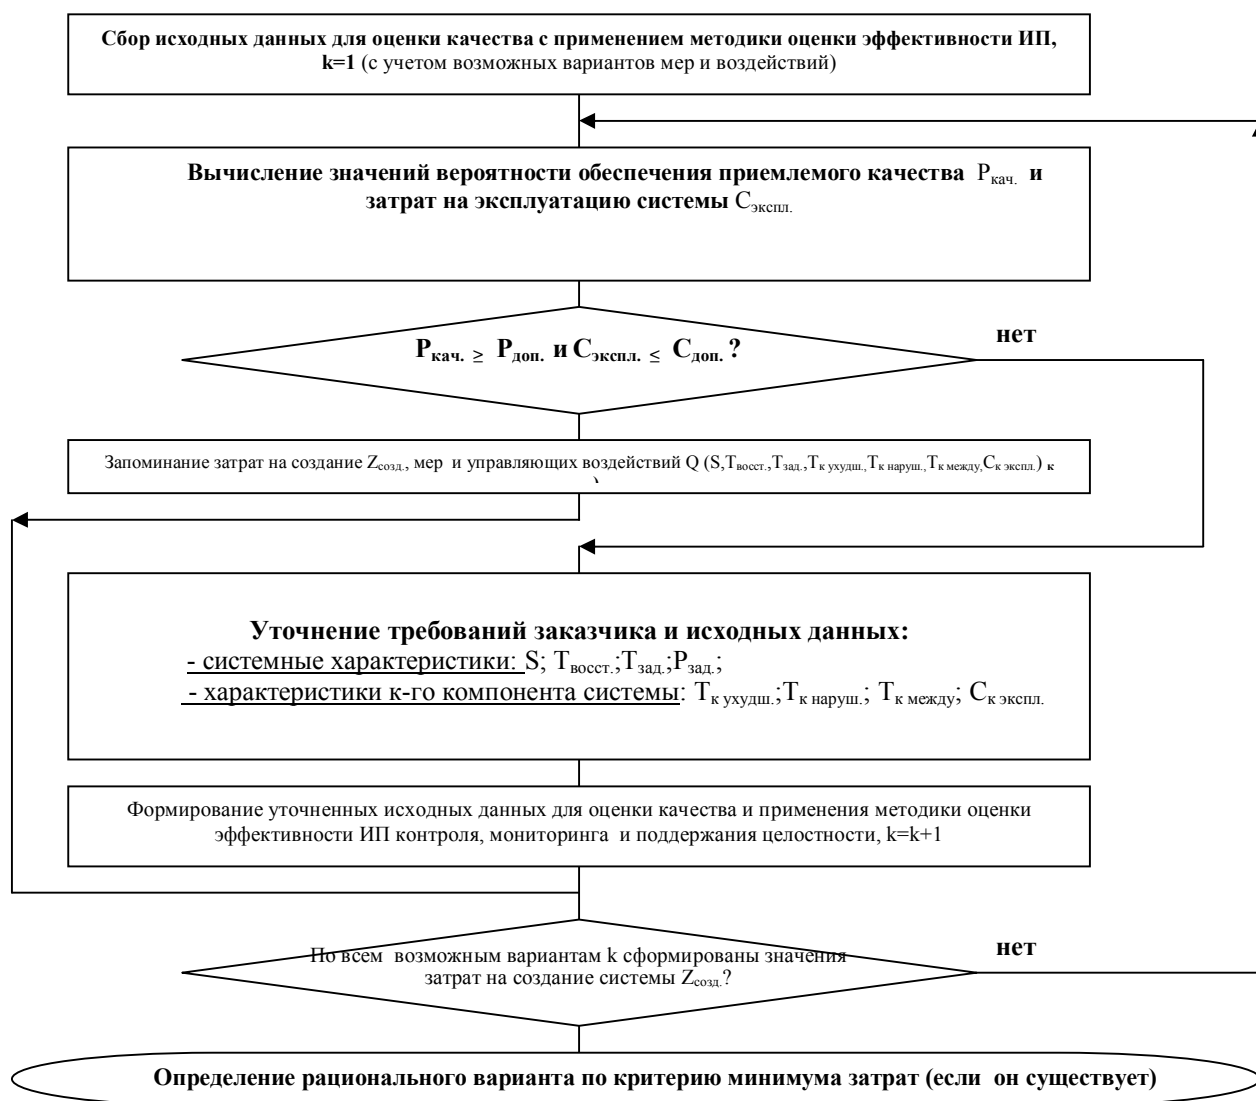 Сбор исходных данных для оценки качества с применением методики оценки эффективности ИП,
k=1 (с учетом возможных вариантов мер и воздействий)
Вычисление значений вероятности обеспечения приемлемого качества Pкач. и
затрат на эксплуатацию системы Сэкспл.
нет
Pкач. ≥ Pдоп. и Сэкспл. ≤ Сдоп. ?
Запоминание затрат на создание Zсозд., мер и управляющих воздействий Q (S,Tвосст.,Tзад.,Tк ухудш.,Tк наруш.,Tк между,Ск экспл.) к
)
Уточнение требований заказчика и исходных данных:
- системные характеристики: S; Tвосст.;Tзад.;Pзад.;
- характеристики к-го компонента системы: Tк ухудш.;Tк наруш.; Tк между; Ск экспл.
Формирование уточненных исходных данных для оценки качества и применения методики оценки
эффективности ИП контроля, мониторинга и поддержания целостности, k=k+1
нет
По всем возможным вариантам k сформированы значения
затрат на создание системы Zсозд.?
Определение рационального варианта по критерию минимума затрат (если он существует)